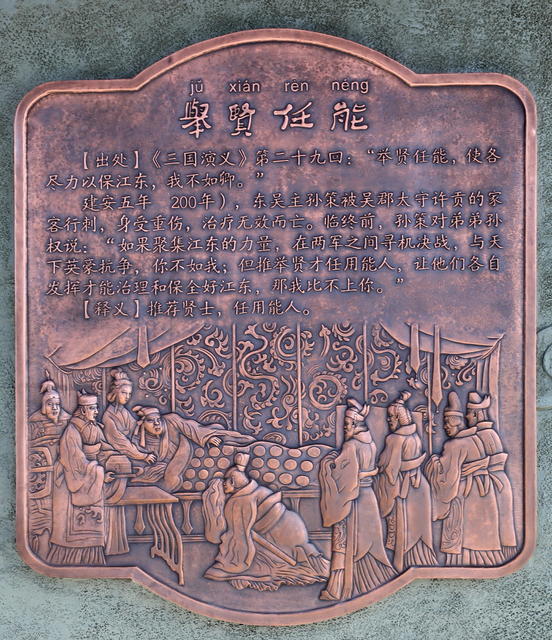 jǔ xián rèn néng
舉賢任能
【出处】《三国演义》第二十九回：“举贤任能，使各
尽力以保江东，我不如卿。”
建安五年　200年），东吴主孙策被吴郡太守许贡的家
客行刺，身受重伤，治疗无效而亡。临终前，孙策对弟弟孙
权说：“如果聚集江东的力量，在两军之间寻机决战，与天
下英豪抗争，你不如我；但推举贤才任用能人，让他们各自
发挥才能治理和保全好江东，那我比不上你。”
【释义】推荐贤士，任用能人。